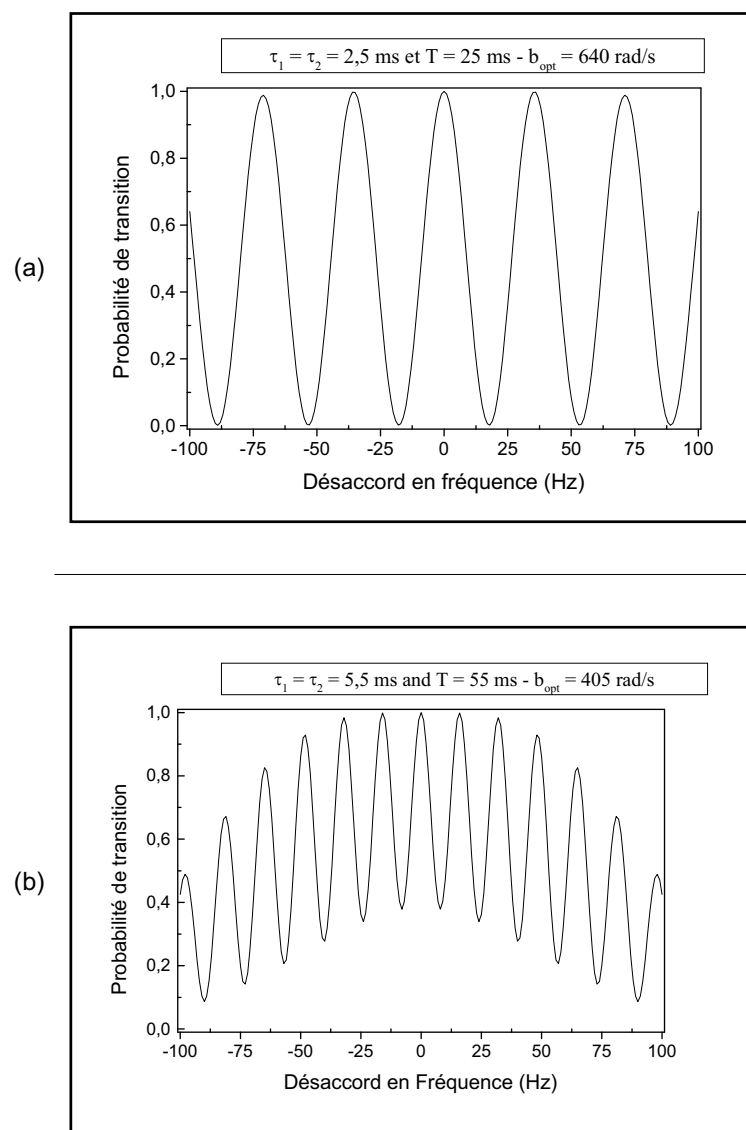 τ1 = τ2 = 2,5 ms et T = 25 ms - bopt = 640 rad/s
1,0
0,8
0,6
0,4
0,2
0,0
Probabilité de transition
(a)
-100 -75 -50 -25 0 25 50 75 100
Désaccord en fréquence (Hz)
τ1 = τ2 = 5,5 ms and T = 55 ms - bopt = 405 rad/s
1,0
0,8
0,6
0,4
0,2
0,0
Probabilité de transition
(b)
-100 -75 -50 -25 0 25 50 75 100
Désaccord en Fréquence (Hz)